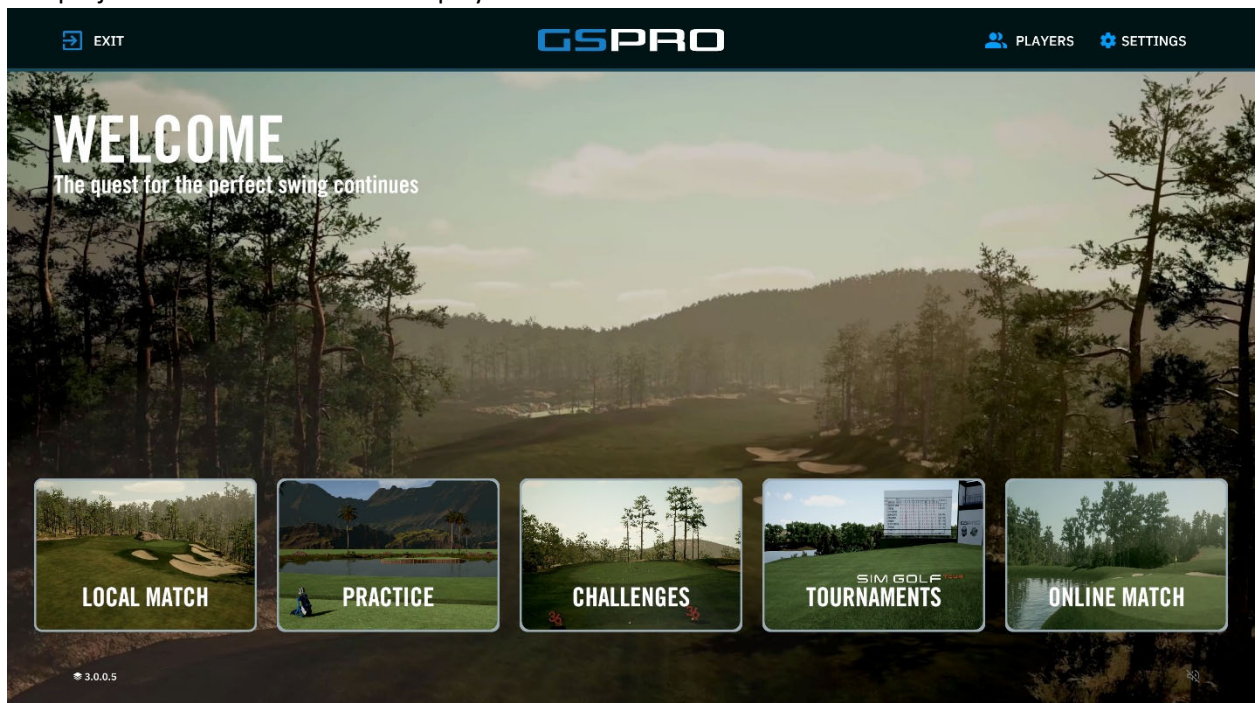 EXIT
GSPRO
PLAYERS
SETTINGS
WELCOME
The quest for the perfect swing continues
LOCAL MATCH
PRACTICE
CHALLENGES
SIM GOLF
TOURNAMENTS
ONLINE MATCH
3.0.0.5